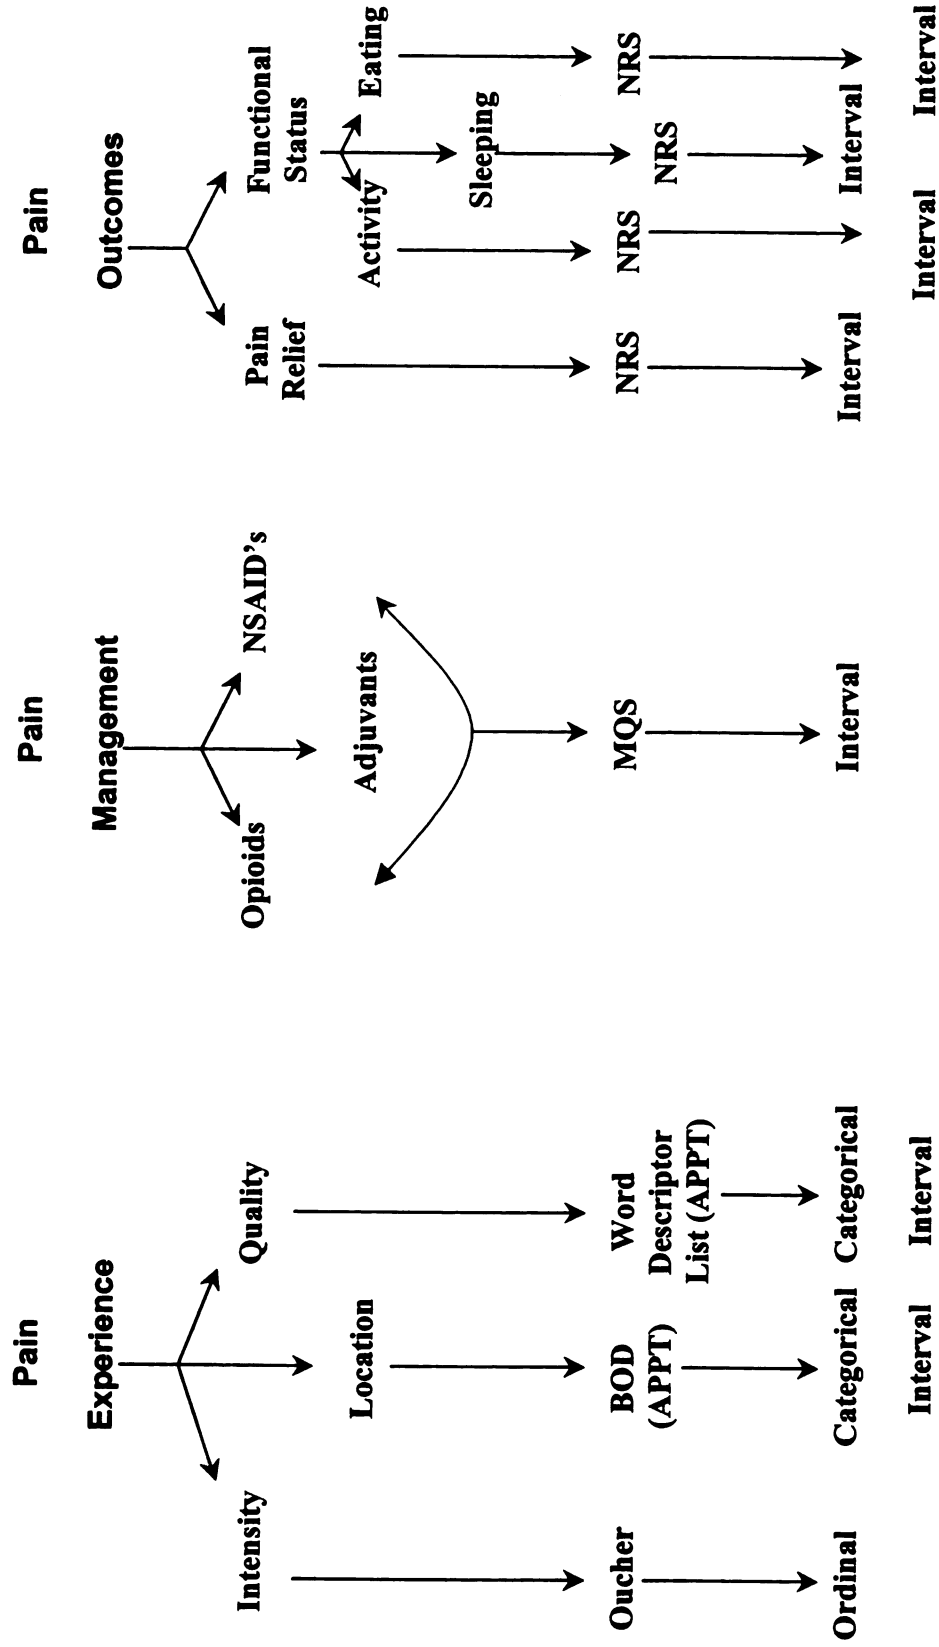 Pain
Experience
Intensity
Location
Quality
Oucher
BOD
(APPT)
Word
Descriptor
List (APPT)
Ordinal
Categorical
Interval
Categorical
Interval
Pain
Management
Opioids
Adjuvants
NSAID's
MQS
Interval
Pain
Outcomes
Pain
Relief
Functional
Status
Activity
Sleeping
Eating
NRS
NRS
NRS
NRS
Interval
Interval
Interval
Interval